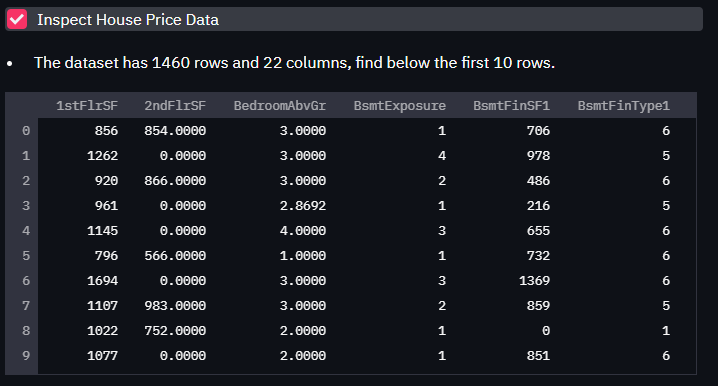 Inspect House Price Data
• The dataset has 1460 rows and 22 columns, find below the first 10 rows.
1stFlrSF 2ndFlrSF BedroomAbvGr BsmtExposure BsmtFinSF1 BsmtFinType1
0 856 854.0000 3.0000 1 706 6
1 1262 0.0000 3.0000 4 978 5
2 920 866.0000 3.0000 2 486 6
3 961 0.0000 2.8692 1 216 5
4 1145 0.0000 4.0000 3 655 6
5 796 566.0000 1.0000 1 732 6
6 1694 0.0000 3.0000 3 1369 6
7 1107 983.0000 3.0000 2 859 5
8 1022 752.0000 2.0000 1 0 1
9 1077 0.0000 2.0000 1 851 6